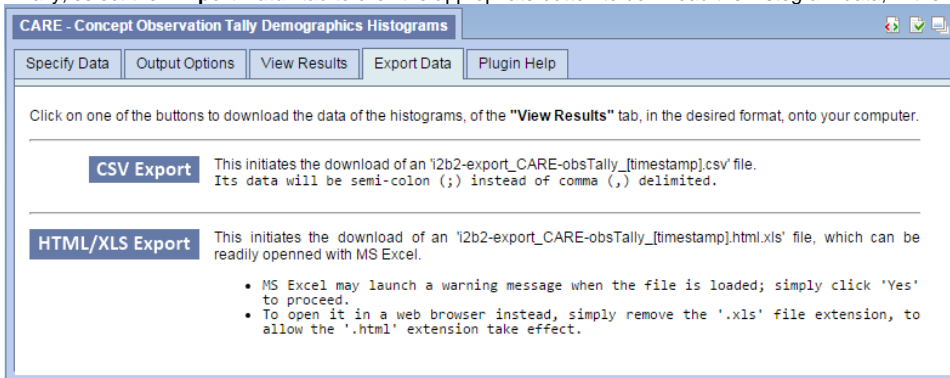 CARE - Concept Observation Tally Demographics Histograms
Specify Data Output Options View Results Export Data Plugin Help
Click on one of the buttons to download the data of the histograms, of the "View Results" tab, in the desired format, onto your computer.
CSV Export This initiates the download of an 'i2b2-export_CARE-obsTally_[timestamp].csv' file.
Its data will be semi-colon (;) instead of comma (,) delimited.
HTML/XLS Export This initiates the download of an 'i2b2-export_CARE-obsTally_[timestamp].html.xls' file, which can be
readily openned with MS Excel.
• MS Excel may launch a warning message when the file is loaded; simply click 'Yes'
to proceed.
• To open it in a web browser instead, simply remove the '.xls' file extension, to
allow the '.html' extension take effect.